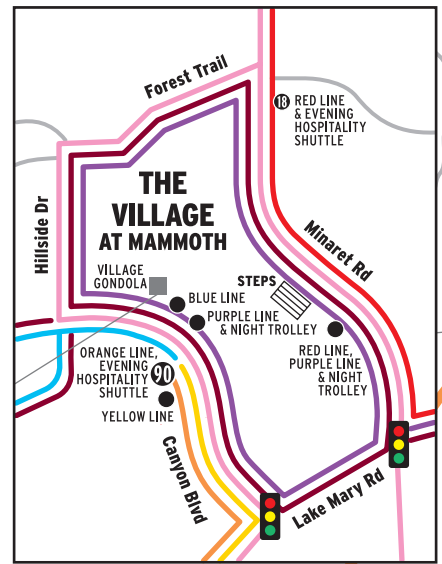 Forest Trail
18 RED LINE
& EVENING
HOSPITALITY
SHUTTLE
Hillside Dr
THE
VILLAGE
AT MAMMOTH
Minaret Rd
VILLAGE
GONDOLA
STEPS
BLUE LINE
PURPLE LINE
& NIGHT TROLLEY
RED LINE,
PURPLE LINE
& NIGHT
TROLLEY
ORANGE LINE,
EVENING
HOSPITALITY
SHUTTLE
90
YELLOW LINE
Canyon Blvd
Lake Mary Rd